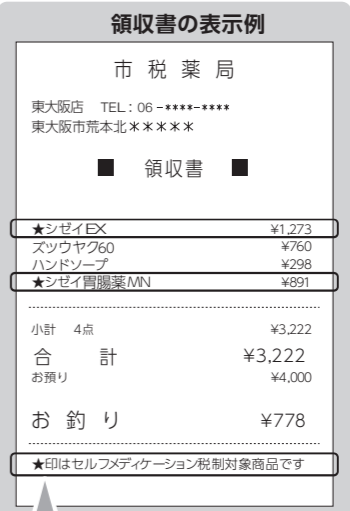 領収書の表示例
市税薬局
東大阪店 TEL:06-****-****
東大阪市荒本北*****
■ 領収書 ■
★シゼイEX ¥1,273
ズツウヤク60 ¥760
ハンドソープ ¥298
★シゼイ胃腸薬MN ¥891
小計 4点 ¥3,222
合計 ¥3,222
お預り ¥4,000
お釣り ¥778
★印はセルフメディケーション税制対象商品です